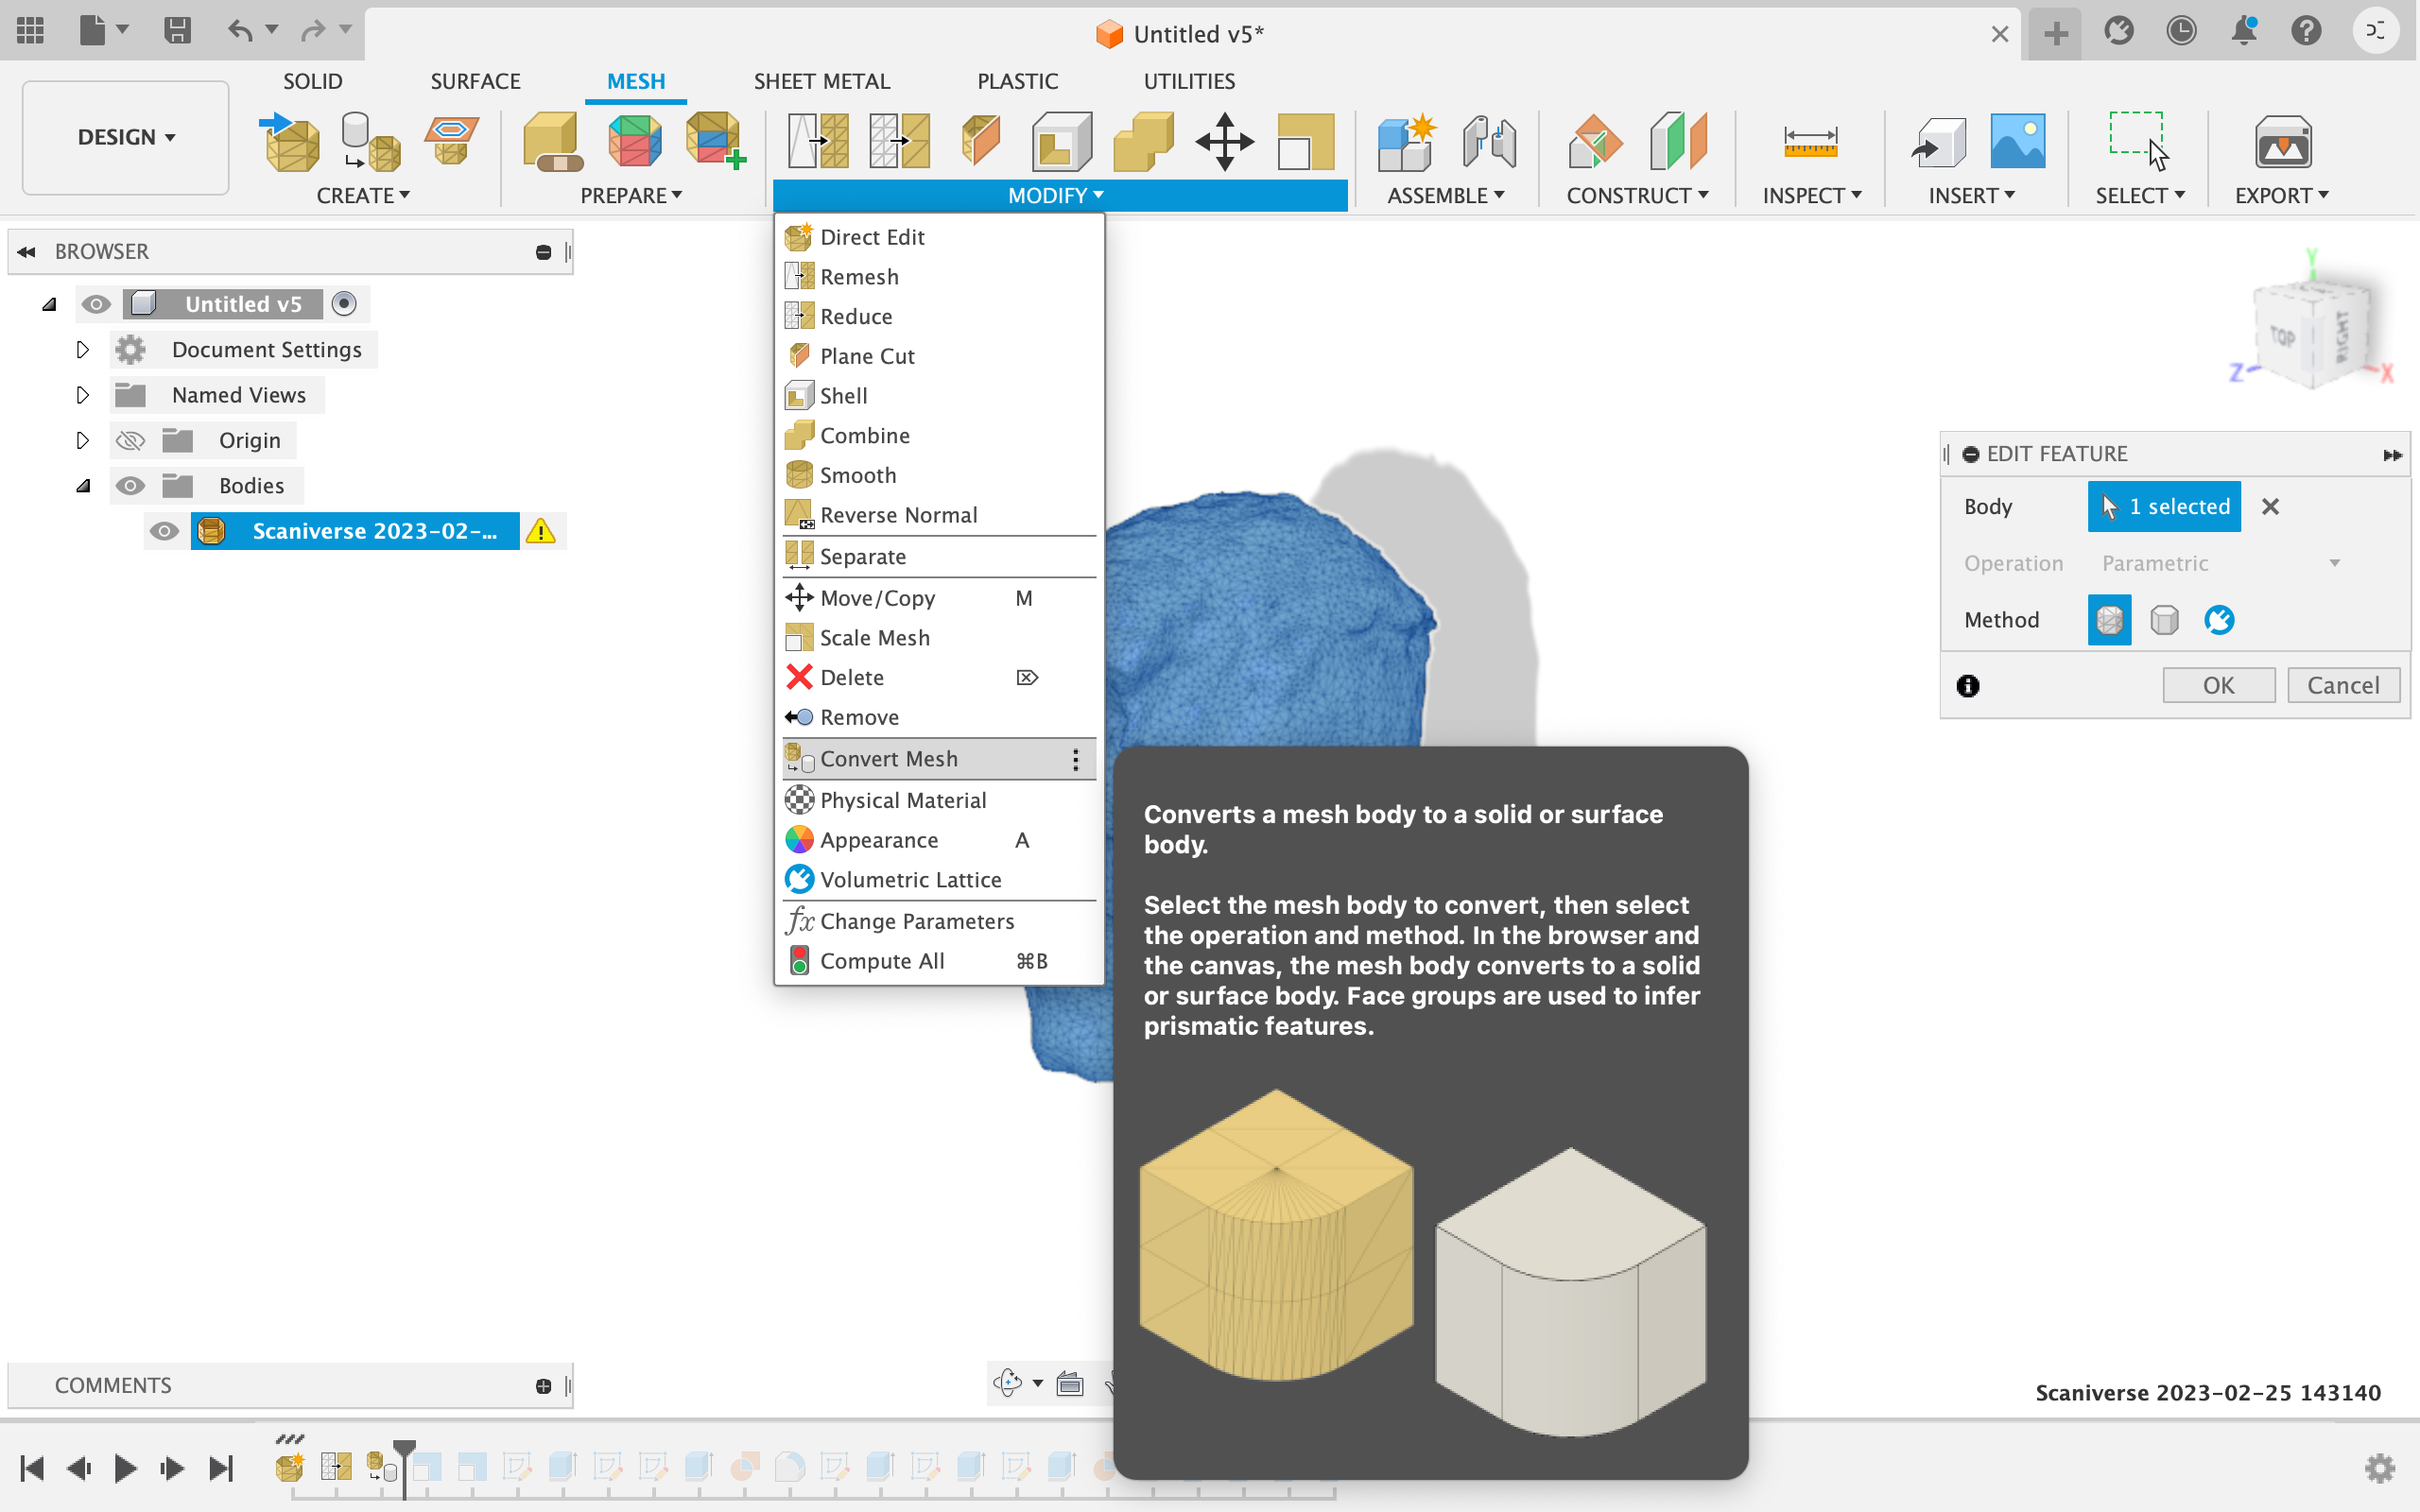 Untitled v5*
SOLID
SURFACE
MESH
SHEET METAL
PLASTIC
UTILITIES
DESIGN
CREATE
PREPARE
MODIFY
ASSEMBLE
CONSTRUCT
INSPECT
INSERT
SELECT
EXPORT
BROWSER
Untitled v5
Document Settings
Named Views
Origin
Bodies
Scaniverse 2023-02-...
Direct Edit
Remesh
Reduce
Plane Cut
Shell
Combine
Smooth
Reverse Normal
Separate
Move/Copy M
Scale Mesh
Delete
Remove
Convert Mesh
Physical Material
Appearance A
Volumetric Lattice
fx Change Parameters
Compute All ⌘B
Converts a mesh body to a solid or surface
body.
Select the mesh body to convert, then select
the operation and method. In the browser and
the canvas, the mesh body converts to a solid
or surface body. Face groups are used to infer
prismatic features.
Y
TOP
RIGHT
Z
X
EDIT FEATURE
Body 1 selected
Operation Parametric
Method
OK Cancel
COMMENTS
Scaniverse 2023-02-25 143140